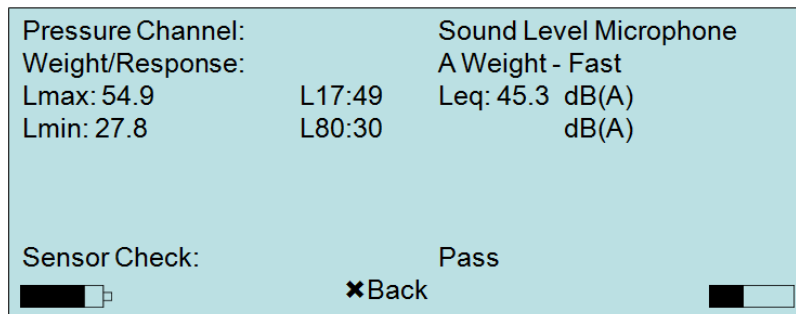 Pressure Channel: Sound Level Microphone
Weight/Response: A Weight - Fast
Lmax: 54.9 L17:49 Leq: 45.3 dB(A)
Lmin: 27.8 L80:30 dB(A)
Sensor Check: Pass
✖Back